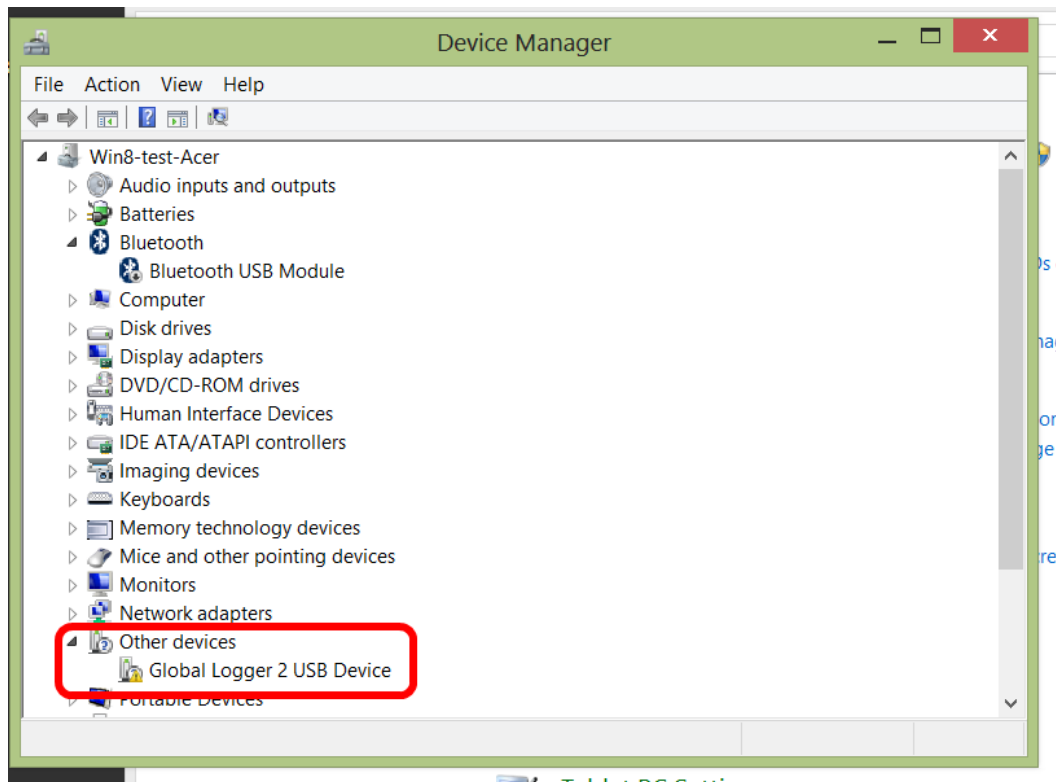 Device Manager
File Action View Help
Win8-test-Acer
Audio inputs and outputs
Batteries
Bluetooth
Bluetooth USB Module
Computer
Disk drives
Display adapters
DVD/CD-ROM drives
Human Interface Devices
IDE ATA/ATAPI controllers
Imaging devices
Keyboards
Memory technology devices
Mice and other pointing devices
Monitors
Network adapters
Other devices
Global Logger 2 USB Device
Portable Devices